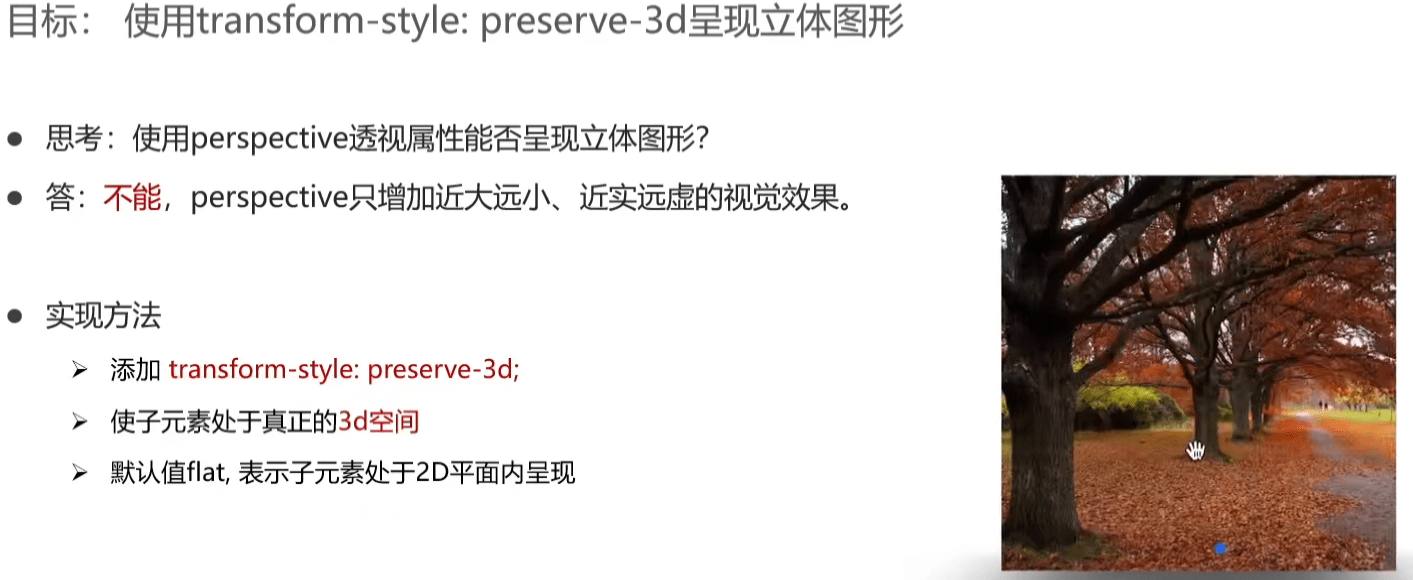 目标： 使用transform-style: preserve-3d呈现立体图形
思考：使用perspective透视属性能否呈现立体图形？
答：不能，perspective只增加近大远小、近实远虚的视觉效果。
实现方法
添加 transform-style: preserve-3d;
使子元素处于真正的3d空间
默认值flat, 表示子元素处于2D平面内呈现